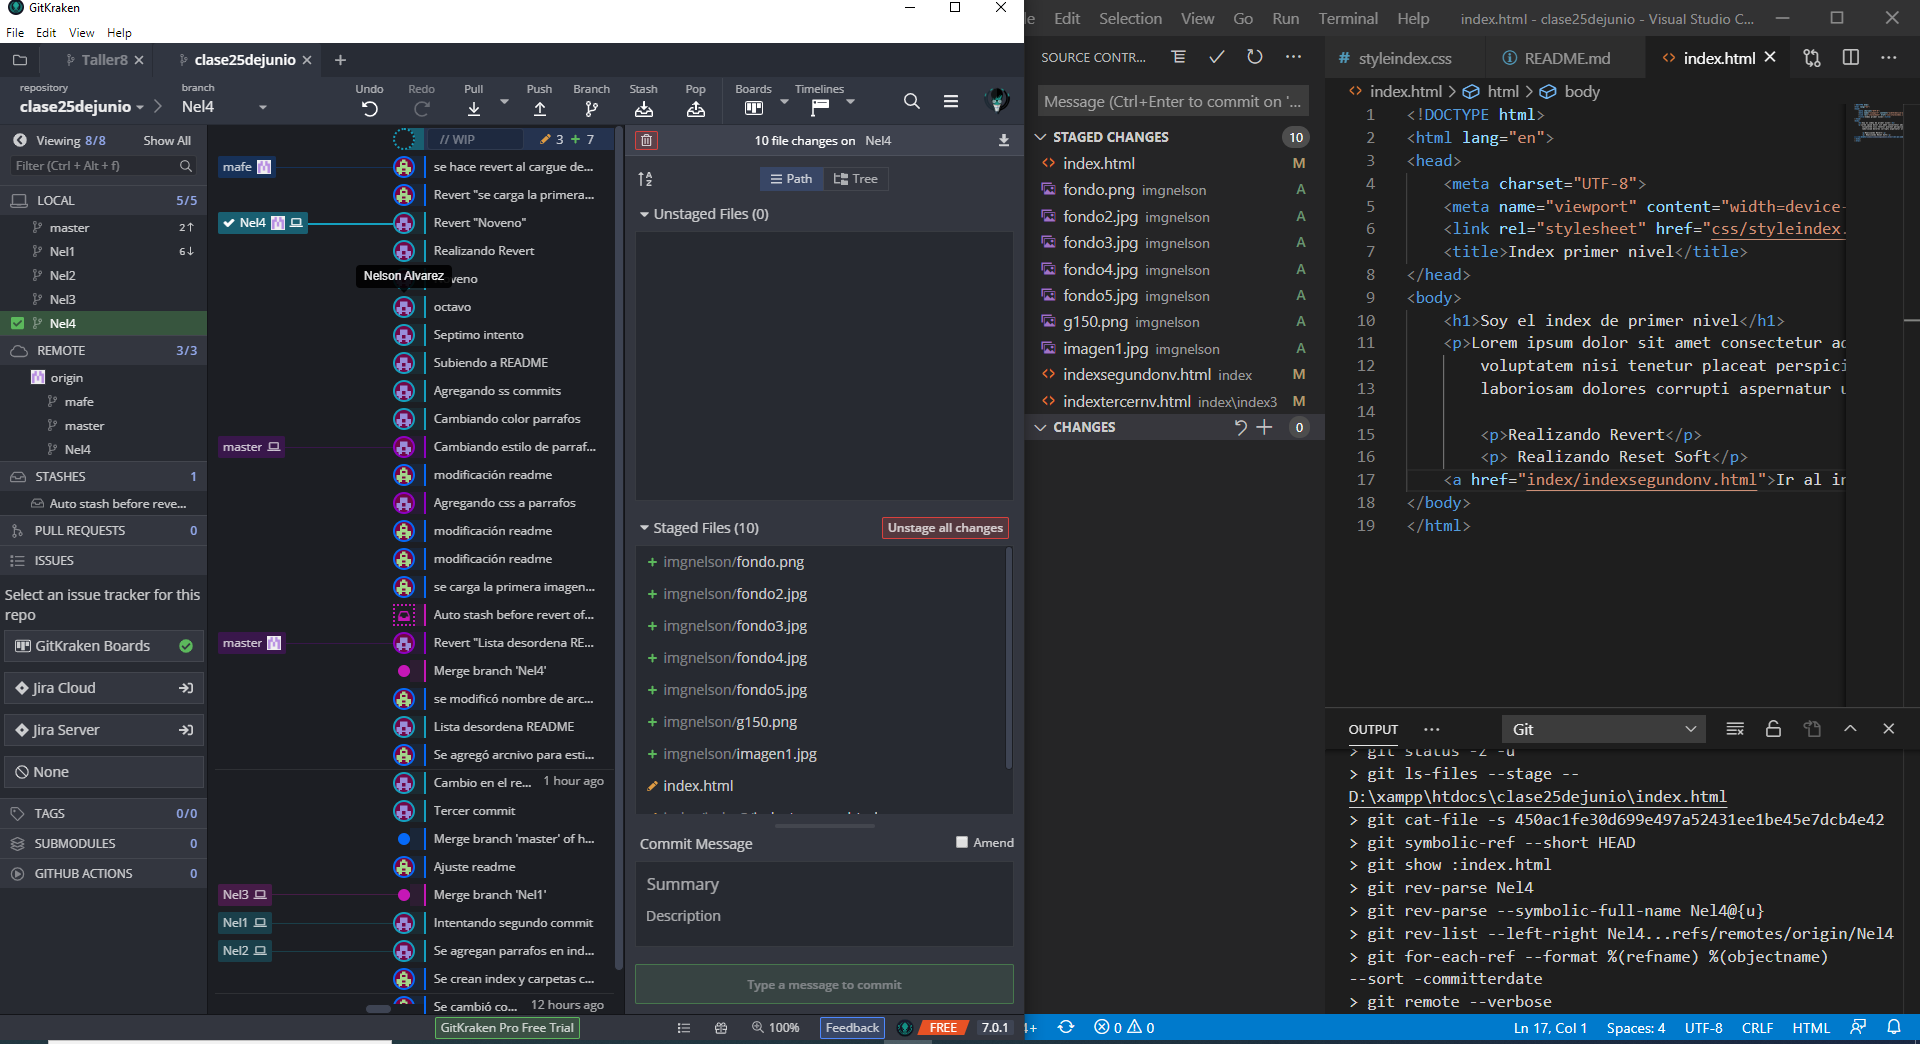 GitKraken
File Edit View Help
Taller8
clase25dejunio
repository
clase25dejunio
branch
Nel4
Undo
Redo
Pull
Push
Branch
Stash
Pop
Boards
Timelines
Viewing 8/8
Show All
Filter (Ctrl + Alt + f)
LOCAL 5/5
master 2↑
Nel1 6↓
Nel2
Nel3
Nel4
REMOTE 3/3
origin
mafe
master
Nel4
STASHES 1
Auto stash before reve...
PULL REQUESTS 0
ISSUES
Select an issue tracker for this
repo
GitKraken Boards
Jira Cloud
Jira Server
None
TAGS 0/0
SUBMODULES 0
GITHUB ACTIONS 0
// WIP 3 + 7
mafe se hace revert al cargue de...
Revert "se carga la primera...
Nel4 Revert "Noveno"
Realizando Revert
Nelson Alvarez
octavo
Septimo intento
Subiendo a README
Agregando ss commits
Cambiando color parrafos
master Cambiando estilo de parraf...
modificación readme
Agregando css a parrafos
modificación readme
modificación readme
se carga la primera imagen...
Auto stash before revert of...
master Revert "Lista desordena RE...
Merge branch 'Nel4'
se modificó nombre de arc...
Lista desordena README
Se agregó arcnivo para esti...
Cambio en el re... 1 hour ago
Tercer commit
Merge branch 'master' of h...
Ajuste readme
Nel3 Merge branch 'Nel1'
Nel1 Intentando segundo commit
Nel2 Se agregan parrafos en ind...
Se crean index y carpetas c...
Se cambió co... 12 hours ago
10 file changes on Nel4
Path Tree
Unstaged Files (0)
Staged Files (10)
Unstage all changes
+ imgnelson/fondo.png
+ imgnelson/fondo2.jpg
+ imgnelson/fondo3.jpg
+ imgnelson/fondo4.jpg
+ imgnelson/fondo5.jpg
+ imgnelson/g150.png
+ imgnelson/imagen1.jpg
index.html
Commit Message
Amend
Summary
Description
Type a message to commit
GitKraken Pro Free Trial
100%
Feedback
FREE
7.0.1
Edit Selection View Go Run Terminal Help
index.html - clase25dejunio - Visual Studio C...
SOURCE CONTR...
Message (Ctrl+Enter to commit on '...
STAGED CHANGES 10
index.html M
fondo.png imgnelson A
fondo2.jpg imgnelson A
fondo3.jpg imgnelson A
fondo4.jpg imgnelson A
fondo5.jpg imgnelson A
g150.png imgnelson A
imagen1.jpg imgnelson A
indexsegundonv.html index M
indextercernv.html index\index3 M
CHANGES 0
# styleindex.css
README.md
index.html
index.html > html > body
1 <!DOCTYPE html>
2 <html lang="en">
3 <head>
4 <meta charset="UTF-8">
5 <meta name="viewport" content="width=device-
6 <link rel="stylesheet" href="css/styleindex.
7 <title>Index primer nivel</title>
8 </head>
9 <body>
10 <h1>Soy el index de primer nivel</h1>
11 <p>Lorem ipsum dolor sit amet consectetur ad
12 voluptatem nisi tenetur placeat perspici
13 laboriosam dolores corrupti aspernatur u
14
15 <p>Realizando Revert</p>
16 <p> Realizando Reset Soft</p>
17 <a href="index/indexsegundonv.html">Ir al in
18 </body>
19 </html>
OUTPUT
Git
> git status -z -u
> git ls-files --stage --
D:\xampp\htdocs\clase25dejunio\index.html
> git cat-file -s 450ac1fe30d699e497a52431ee1be45e7dcb4e42
> git symbolic-ref --short HEAD
> git show :index.html
> git rev-parse Nel4
> git rev-parse --symbolic-full-name Nel4@{u}
> git rev-list --left-right Nel4...refs/remotes/origin/Nel4
> git for-each-ref --format %(refname) %(objectname)
--sort -committerdate
> git remote --verbose
4+
0 0
Ln 17, Col 1
Spaces: 4
UTF-8
CRLF
HTML